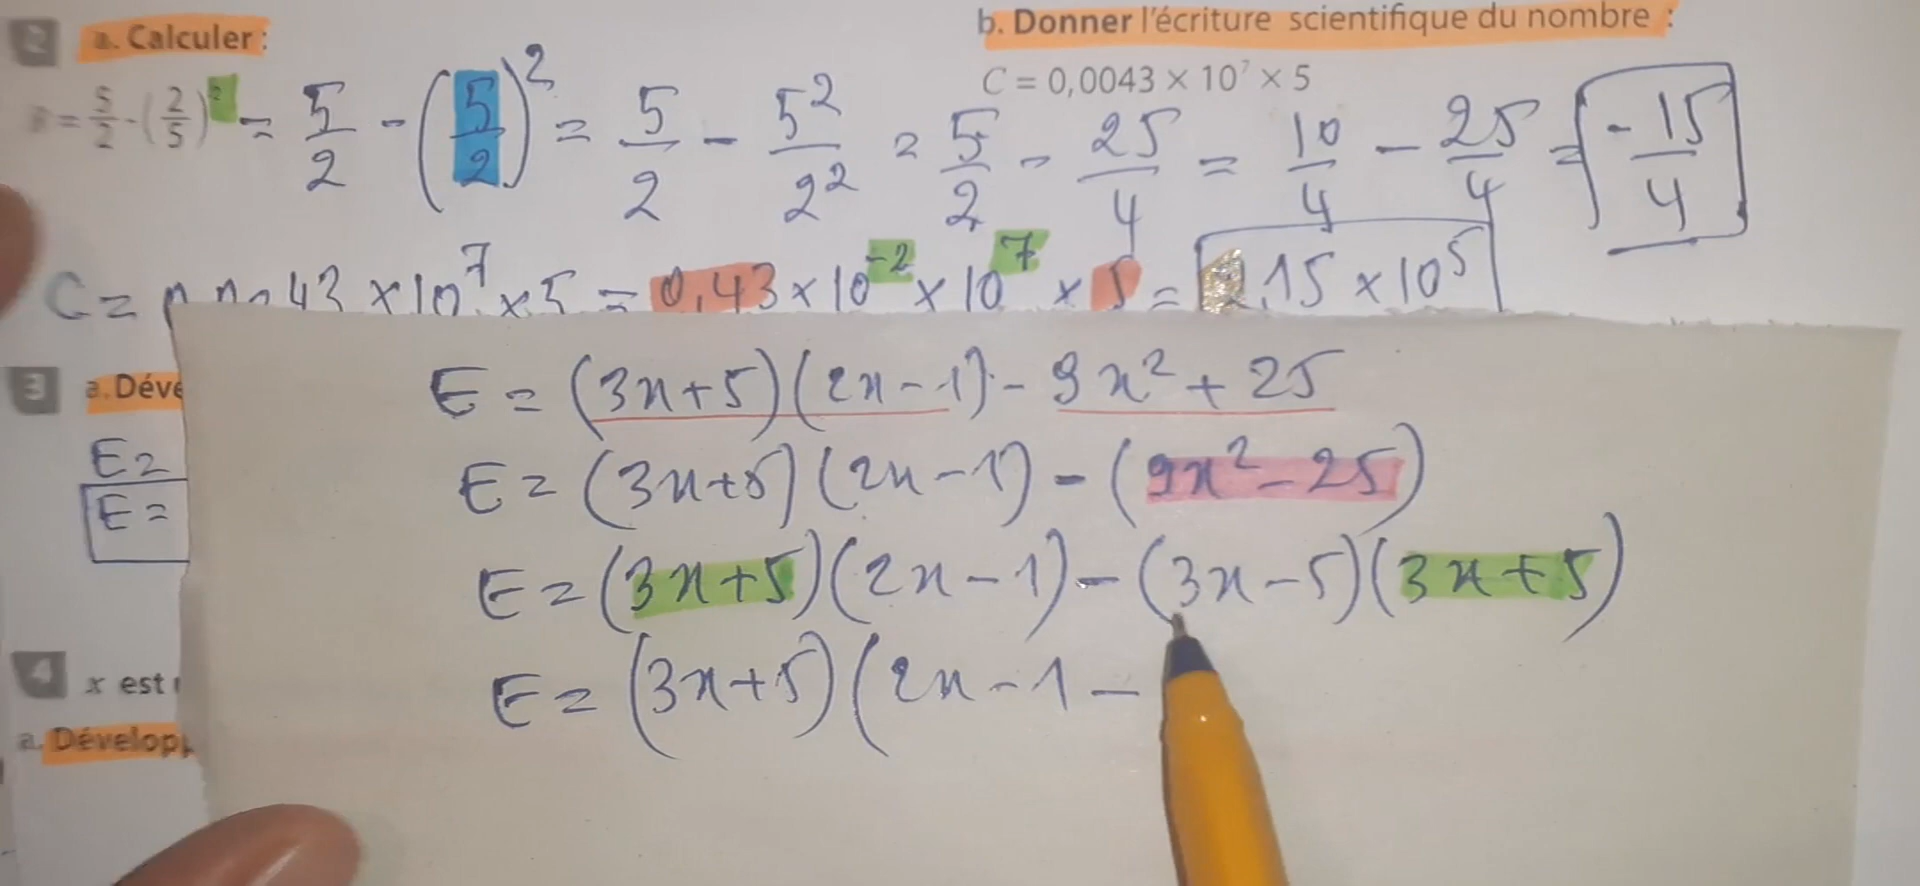 2 a. Calculer :
b. Donner l'écriture scientifique du nombre :
C = 0,0043 × 10⁷ × 5
B = 5/2 - (2/5)⁻² = 5/2 - (5/2)² = 5/2 - 5²/2² = 5/2 - 25/4 = 10/4 - 25/4 = -15/4
C = 0,0043 × 10⁷ × 5 = 0,43 × 10⁻² × 10⁷ × 5 = 2,15 × 10⁵
E = (3x+5)(2x-1) - 9x² + 25
3 a. Déve
E =
E = (3x+5)(2x-1) - (9x² - 25)
E =
E = (3x+5)(2x-1) - (3x-5)(3x+5)
E = (3x+5)(2x-1-
4 x est
a. Développ